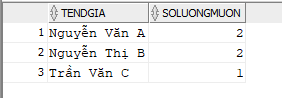 TENDGIA SOLUONGMUON
1 Nguyễn Văn A 2
2 Nguyễn Thị B 2
3 Trần Văn C 1